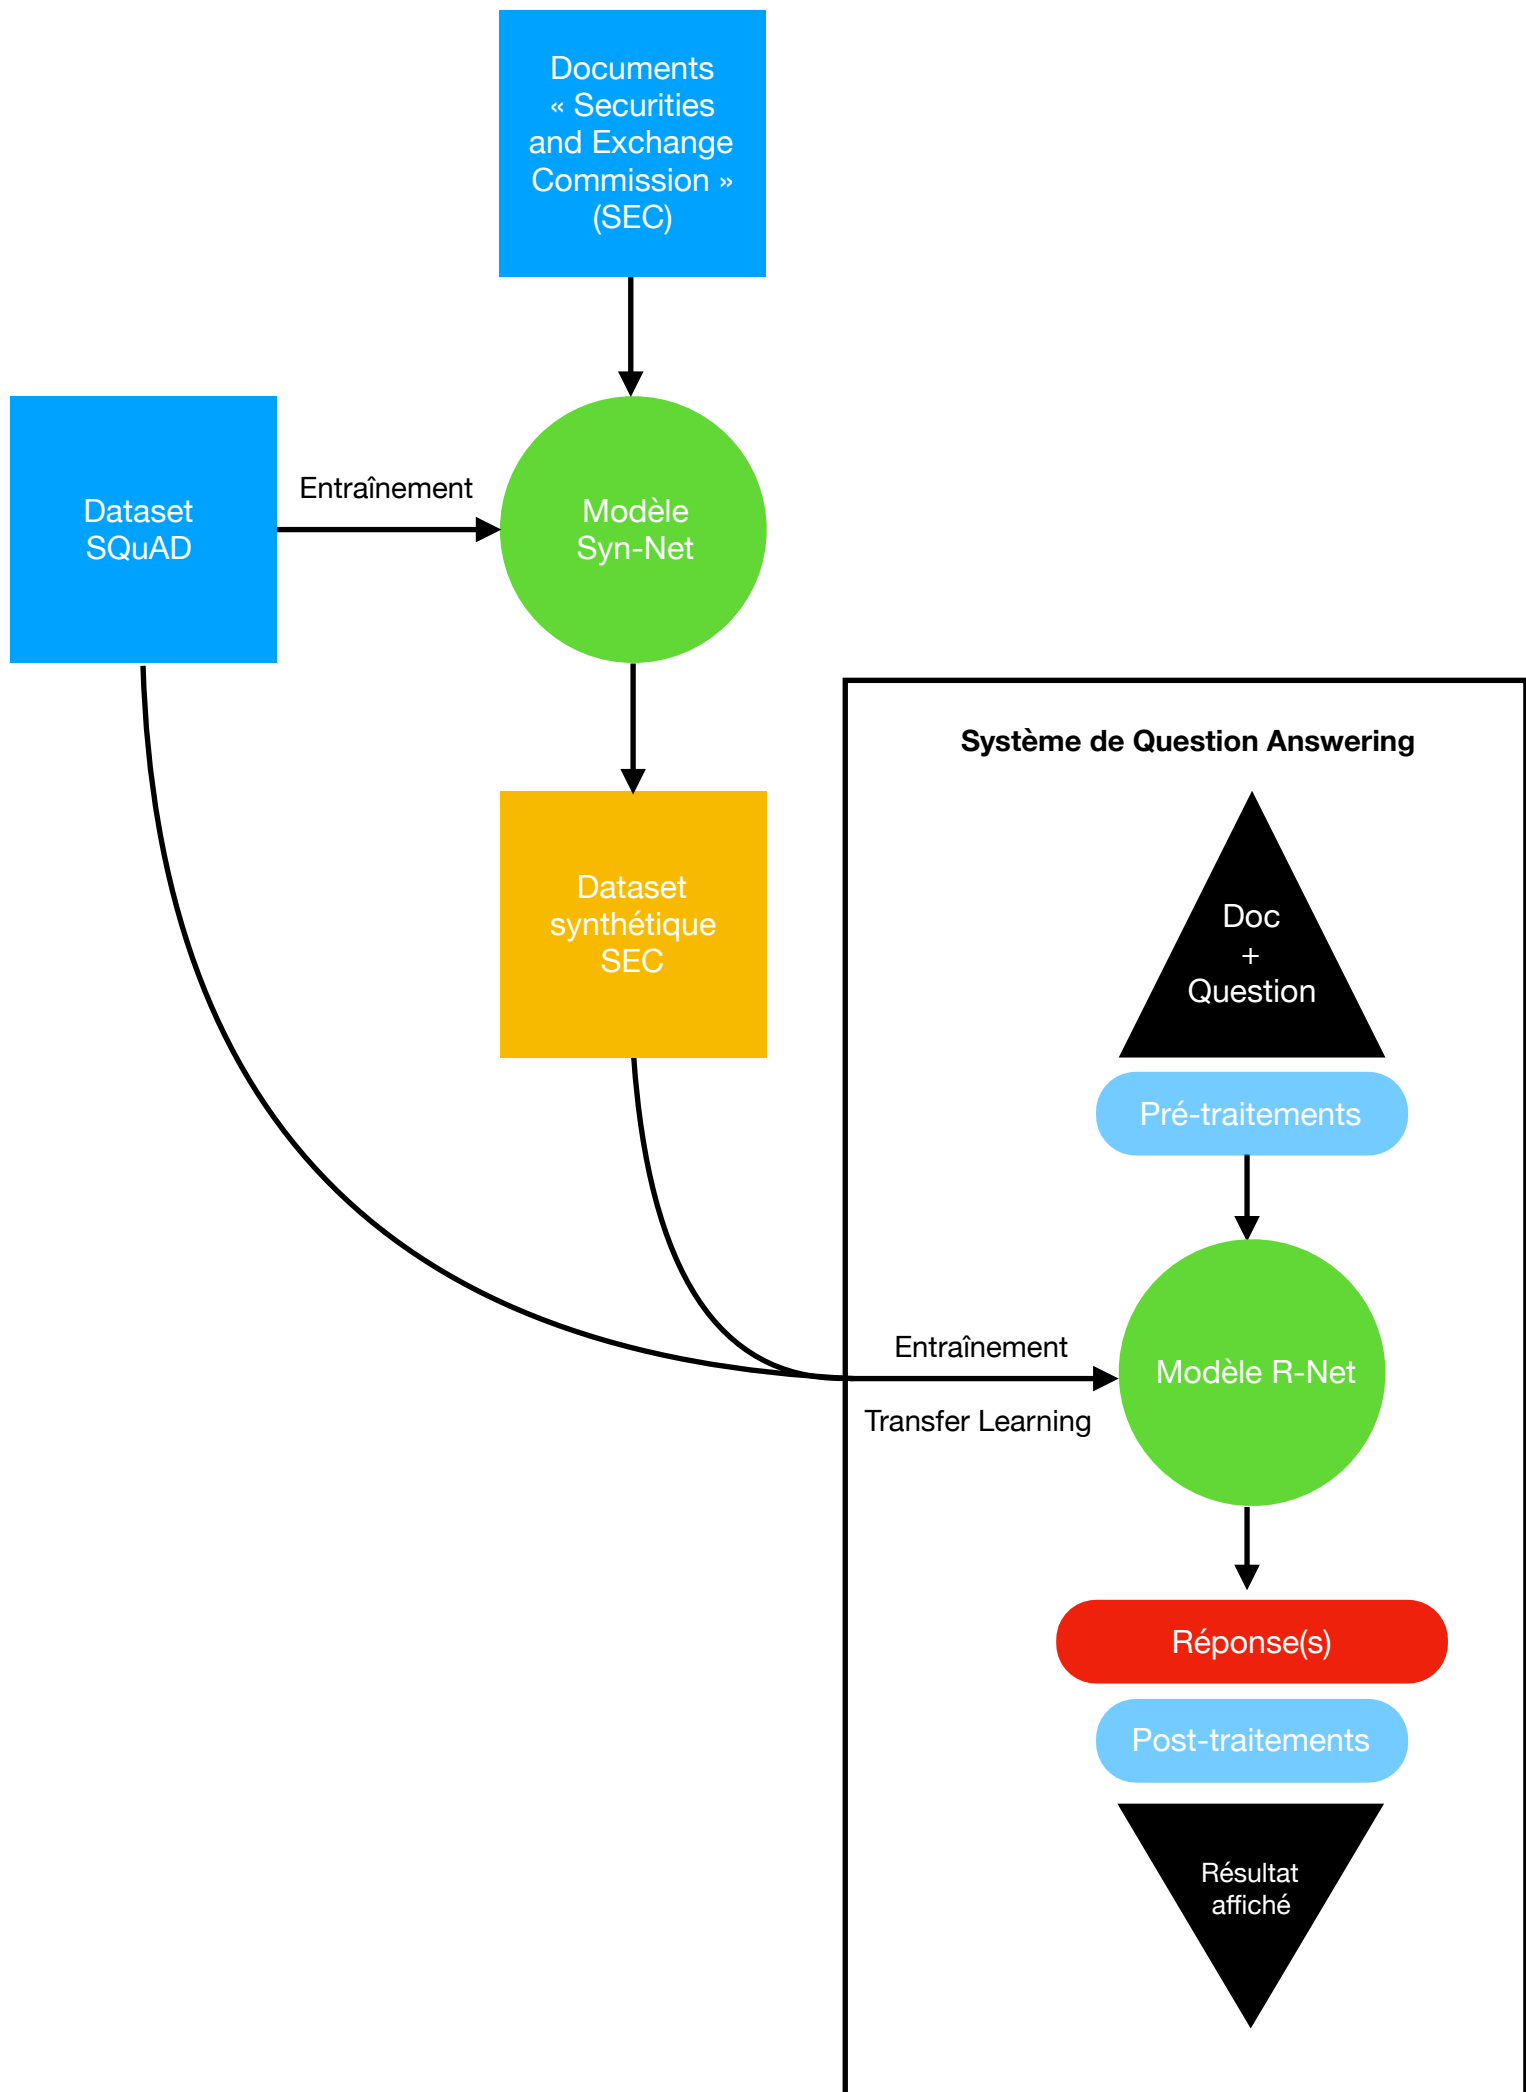 Documents
« Securities
and Exchange
Commission »
(SEC)
Dataset
SQuAD
Entraînement
Modèle
Syn-Net
Dataset
synthétique
SEC
Système de Question Answering
Doc
+
Question
Pré-traitements
Entraînement
Transfer Learning
Modèle R-Net
Réponse(s)
Post-traitements
Résultat
affiché